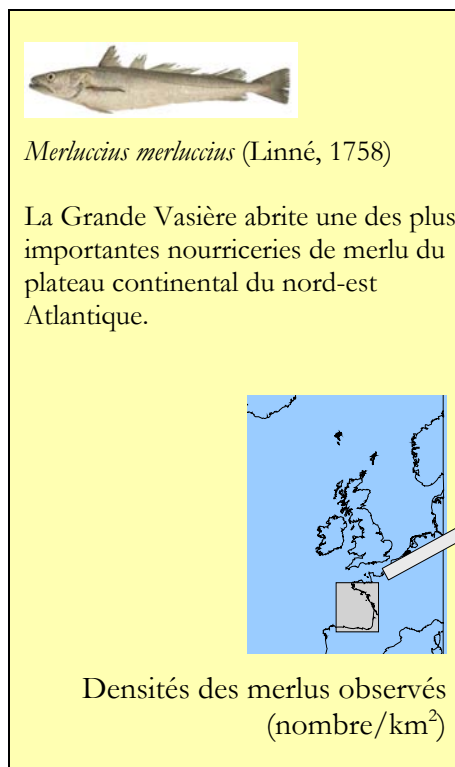 Merluccius merluccius (Linné, 1758)
La Grande Vasière abrite une des plus
importantes nourriceries de merlu du
plateau continental du nord-est
Atlantique.
Densités des merlus observés
(nombre/km²)